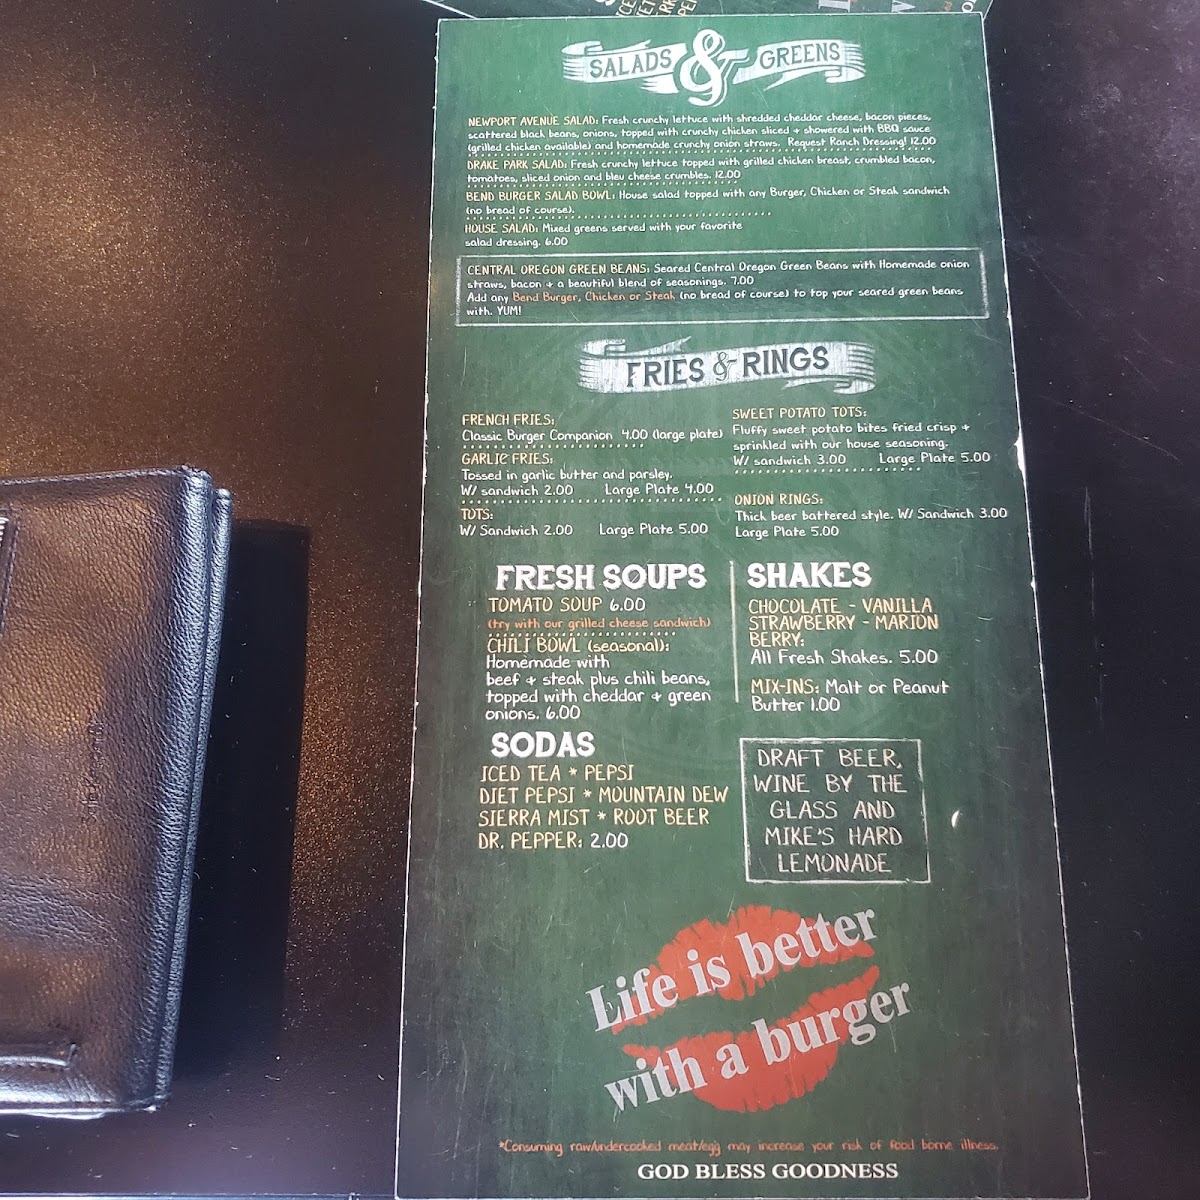 SALADS & GREENS
NEWPORT AVENUE SALAD: Fresh crunchy lettuce with shredded cheddar cheese, bacon pieces,
scattered black beans, onions, topped with crunchy chicken sliced + showered with BBQ sauce
(grilled chicken available) and homemade crunchy onion straws. Request Ranch Dressing! 12.00
DRAKE PARK SALAD: Fresh crunchy lettuce topped with grilled chicken breast, crumbled bacon,
tomatoes, sliced onion and bleu cheese crumbles. 12.00
BEND BURGER SALAD BOWL: House salad topped with any Burger, Chicken or Steak sandwich
(no bread of course).
HOUSE SALAD: Mixed greens served with your favorite
salad dressing. 6.00
CENTRAL OREGON GREEN BEANS: Seared Central Oregon Green Beans with Homemade onion
straws, bacon + a beautiful blend of seasonings. 7.00
Add any Bend Burger, Chicken or Steak (no bread of course) to top your seared green beans
with. YUM!
FRIES & RINGS
FRENCH FRIES:
Classic Burger Companion 4.00 (large plate)
GARLIC FRIES:
Tossed in garlic butter and parsley.
W/ sandwich 2.00 Large Plate 4.00
TOTS:
W/ Sandwich 2.00 Large Plate 5.00
SWEET POTATO TOTS:
Fluffy sweet potato bites fried crisp +
sprinkled with our house seasoning.
W/ sandwich 3.00 Large Plate 5.00
ONION RINGS:
Thick beer battered style. W/ Sandwich 3.00
Large Plate 5.00
FRESH SOUPS
TOMATO SOUP 6.00
(try with our grilled cheese sandwich)
CHILI BOWL (seasonal):
Homemade with
beef + steak plus chili beans,
topped with cheddar + green
onions. 6.00
SHAKES
CHOCOLATE - VANILLA
STRAWBERRY - MARION
BERRY:
All Fresh Shakes. 5.00
MIX-INS: Malt or Peanut
Butter 1.00
SODAS
ICED TEA * PEPSI
DIET PEPSI * MOUNTAIN DEW
SIERRA MIST * ROOT BEER
DR. PEPPER: 2.00
DRAFT BEER,
WINE BY THE
GLASS AND
MIKE'S HARD
LEMONADE
Life is better
with a burger
*Consuming raw/undercooked meat/egg may increase your risk of food borne illness.
GOD BLESS GOODNESS